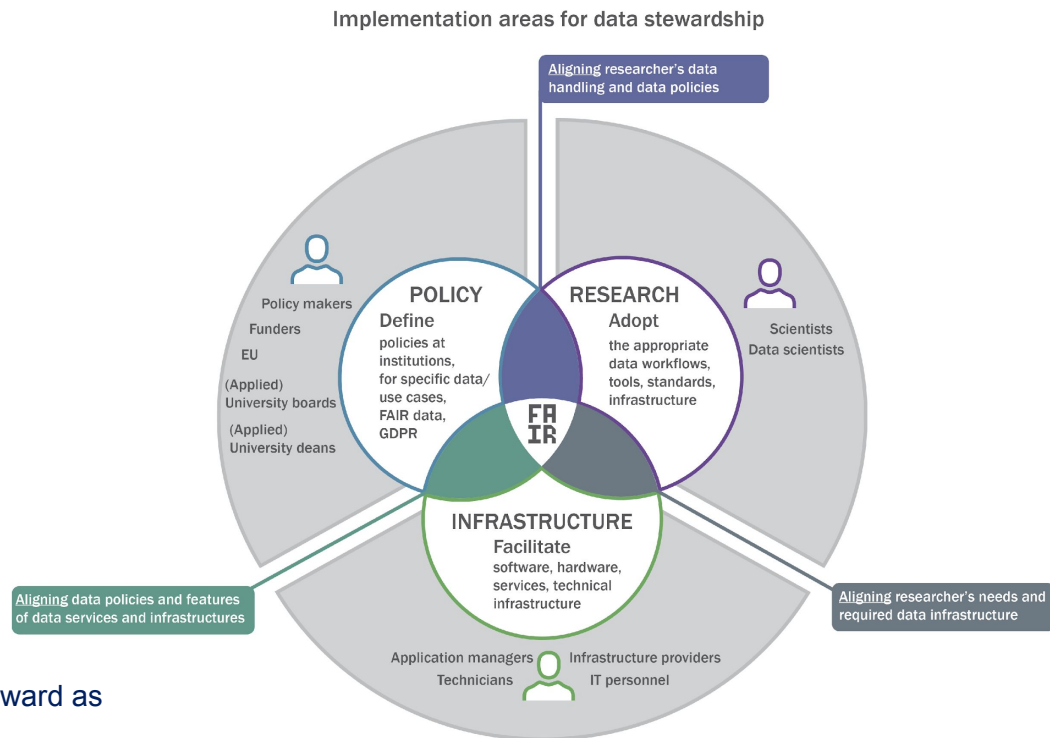 Implementation areas for data stewardship
Aligning researcher's data
handling and data policies
Policy makers
Funders
EU
(Applied)
University boards
(Applied)
University deans
POLICY
Define
policies at
institutions,
for specific data/
use cases,
FAIR data,
GDPR
RESEARCH
Adopt
the appropriate
data workflows,
tools, standards,
infrastructure
Scientists
Data scientists
FA
IR
INFRASTRUCTURE
Facilitate
software, hardware,
services, technical
infrastructure
Aligning data policies and features
of data services and infrastructures
Aligning researcher's needs and
required data infrastructure
Application managers
Technicians
Infrastructure providers
IT personnel
ward as